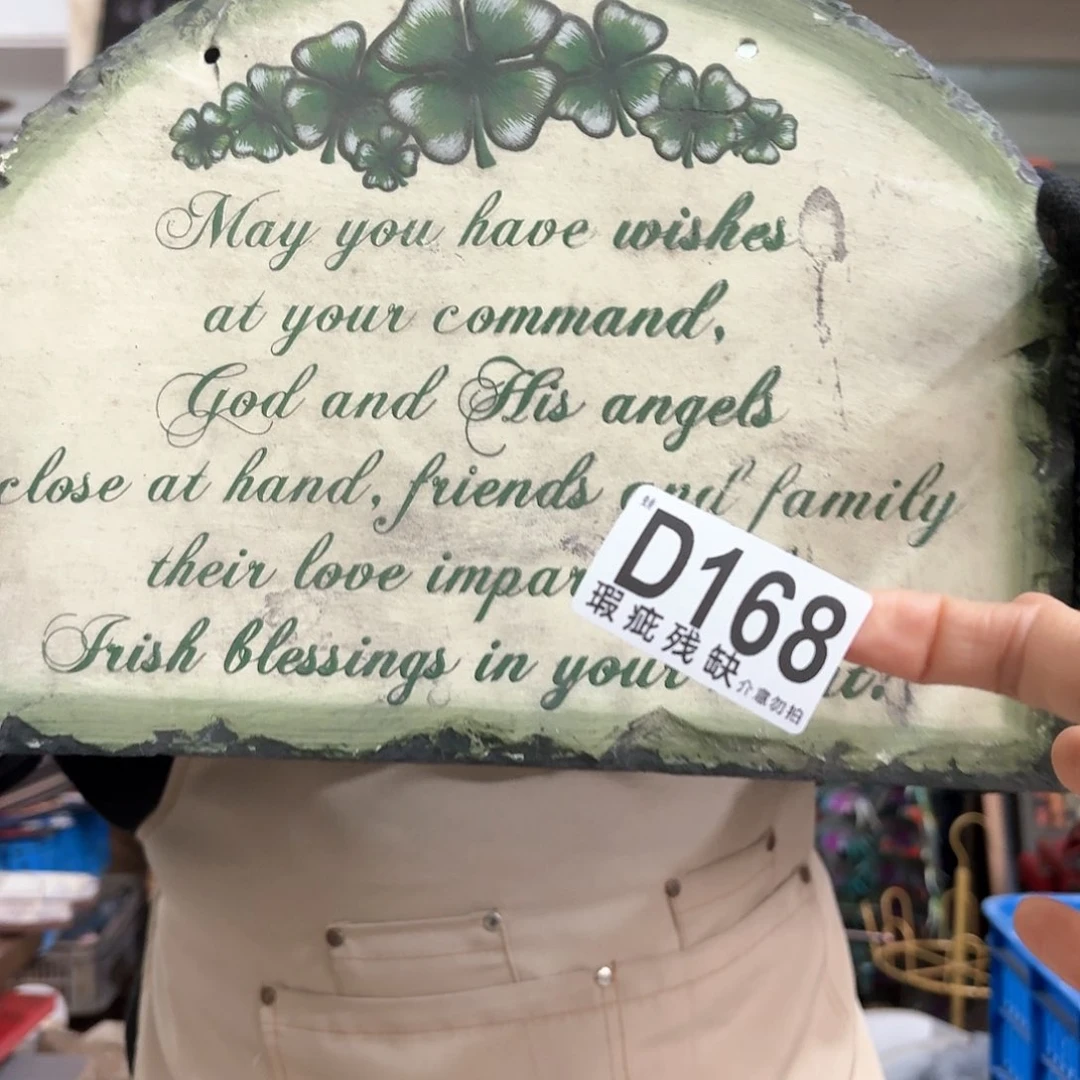 May you have wishes
at your command,
God and His angels
close at hand, friends and family
their love impar
Irish blessings in your
D168
瑕疵残缺
介意勿拍